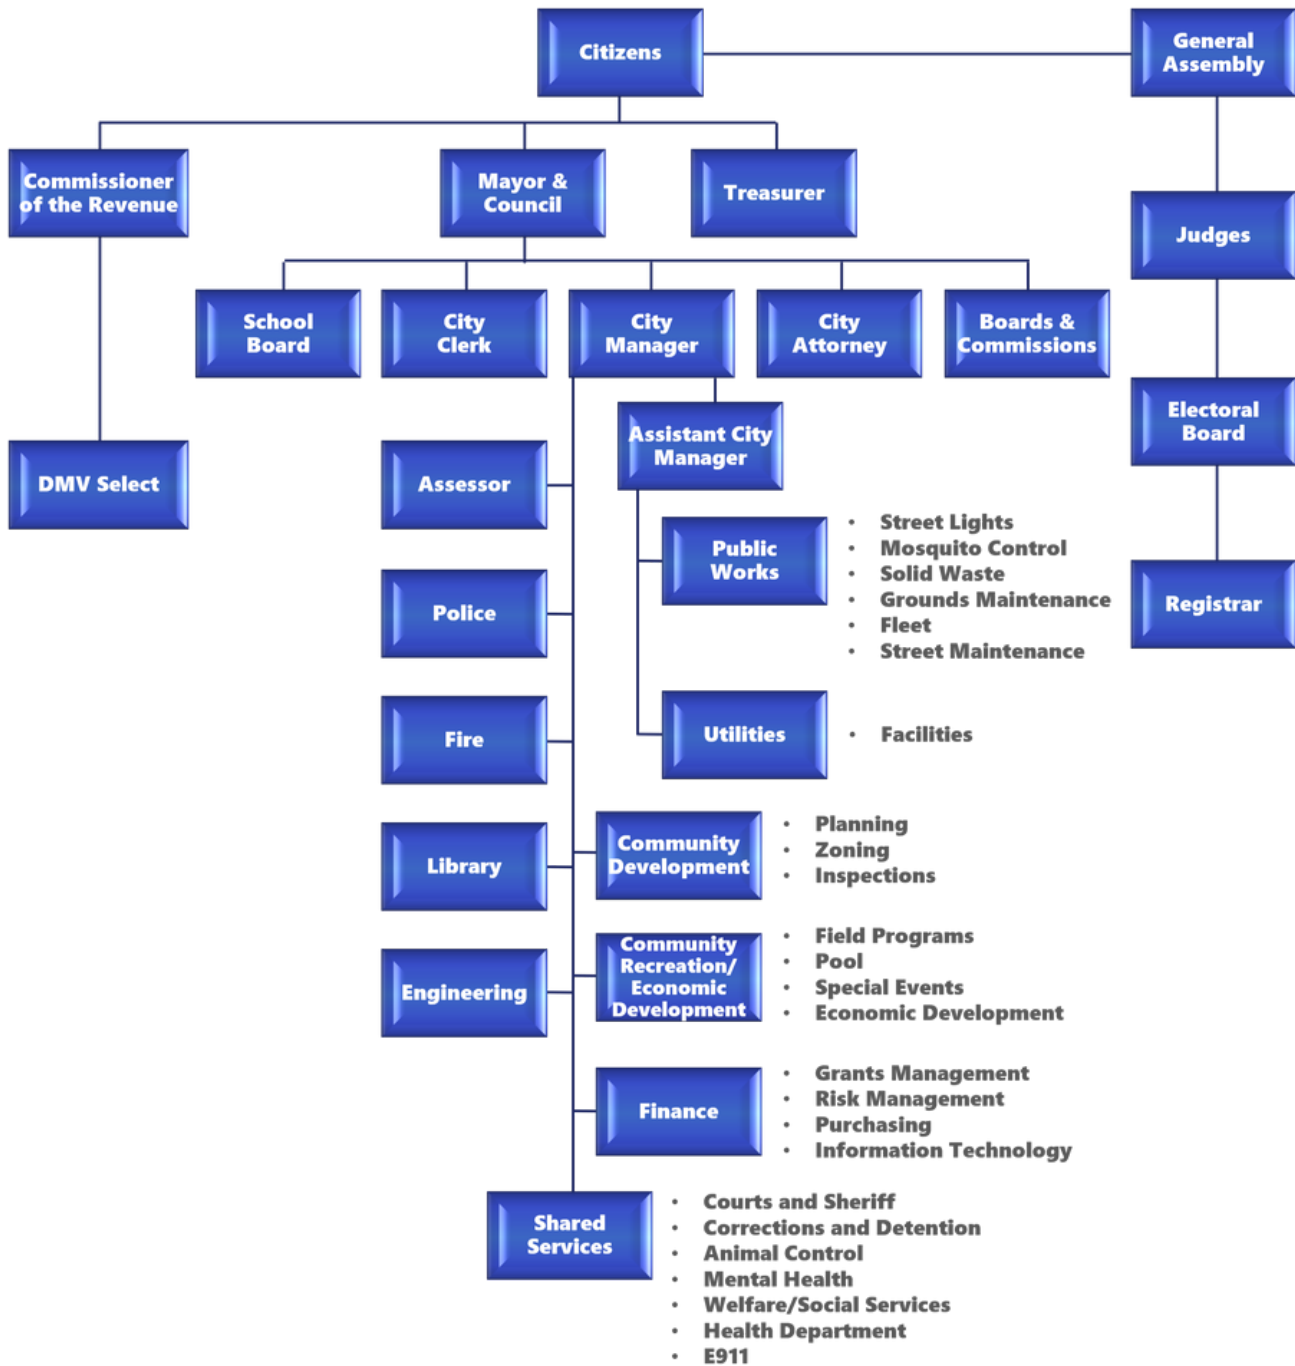 Citizens
General
Assembly
Commissioner
of the Revenue
Mayor &
Council
Treasurer
Judges
School
Board
City
Clerk
City
Manager
City
Attorney
Boards &
Commissions
Electoral
Board
Registrar
DMV Select
Assistant City
Manager
Assessor
Police
Fire
Library
Engineering
Public
Works
• Street Lights
• Mosquito Control
• Solid Waste
• Grounds Maintenance
• Fleet
• Street Maintenance
Utilities
• Facilities
Community
Development
• Planning
• Zoning
• Inspections
Community
Recreation/
Economic
Development
• Field Programs
• Pool
• Special Events
• Economic Development
Finance
• Grants Management
• Risk Management
• Purchasing
• Information Technology
Shared
Services
• Courts and Sheriff
• Corrections and Detention
• Animal Control
• Mental Health
• Welfare/Social Services
• Health Department
• E911